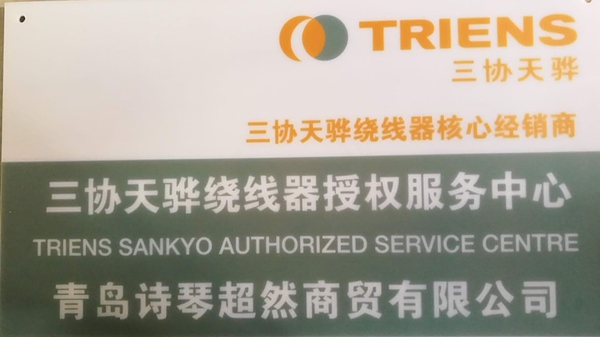 TRIENS
三协天骅
三协天骅绕线器核心经销商
三协天骅绕线器授权服务中心
TRIENS SANKYO AUTHORIZED SERVICE CENTRE
青岛诗琴超然商贸有限公司